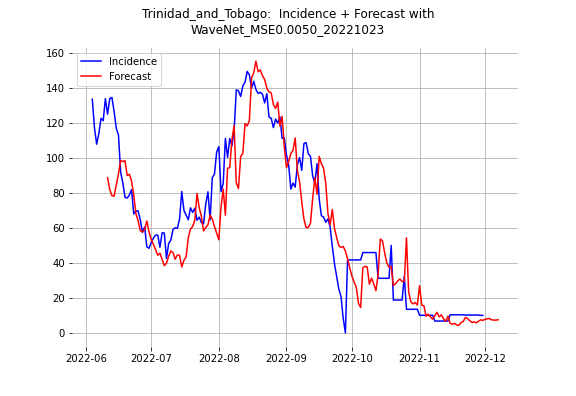 Trinidad_and_Tobago:  Incidence + Forecast with
WaveNet_MSE0.0050_20221023
Incidence
Forecast
160
140
120
100
80
60
40
20
0
2022-06 2022-07 2022-08 2022-09 2022-10 2022-11 2022-12